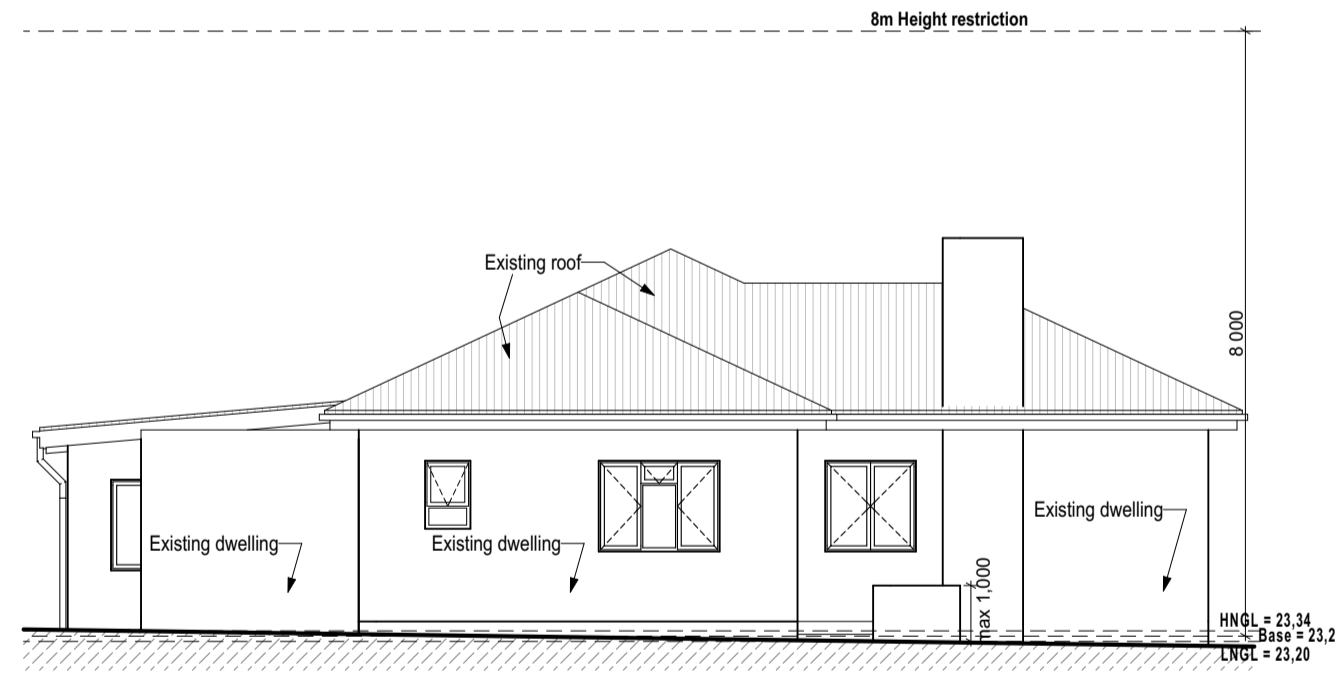 8m Height restriction
Existing roof
8 000
Existing dwelling
Existing dwelling
Existing dwelling
max 1,000
HNGL = 23,34
Base = 23,2
LNGL = 23,20